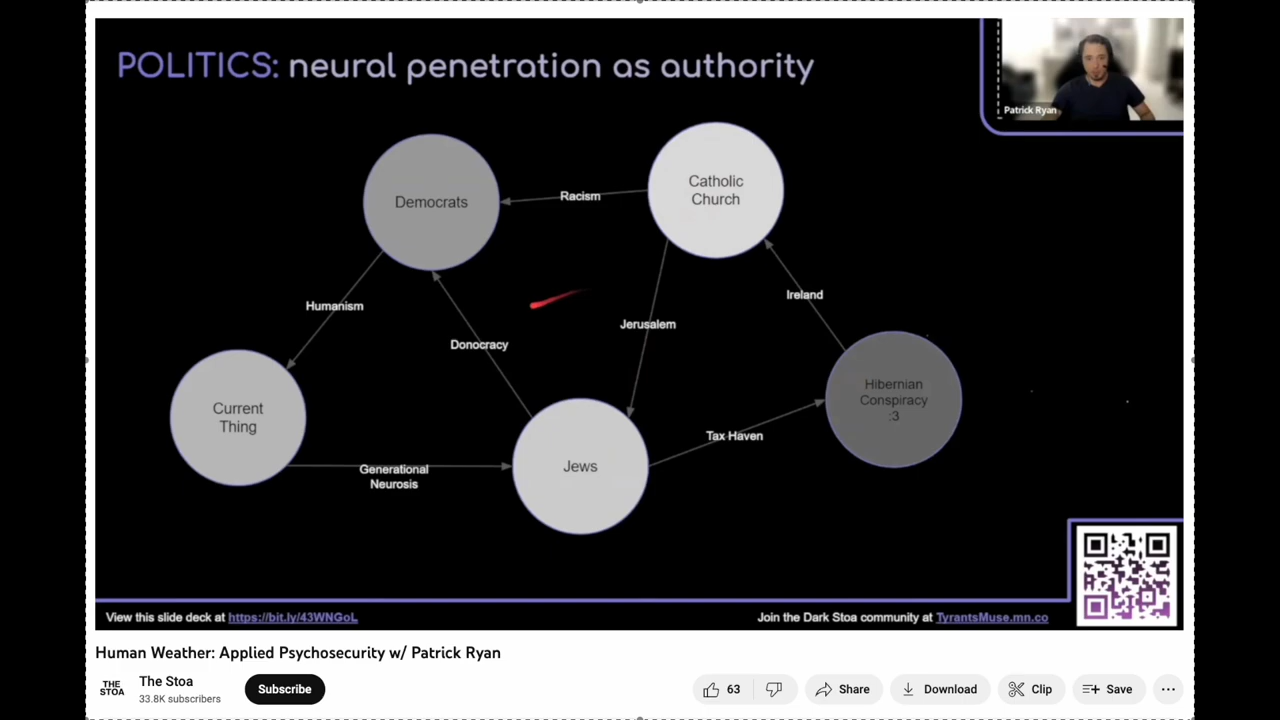 POLITICS: neural penetration as authority
Patrick Ryan
Democrats
Racism
Catholic
Church
Humanism
Ireland
Jerusalem
Donocracy
Current
Thing
Hibernian
Conspiracy
:3
Tax Haven
Generational
Neurosis
Jews
View this slide deck at https://bit.ly/43WNGoL
Join the Dark Stoa community at TyrantsMuse.mn.co
Human Weather: Applied Psychosecurity w/ Patrick Ryan
THE
STOA
The Stoa
33.8K subscribers
Subscribe
63
Share
Download
Clip
Save